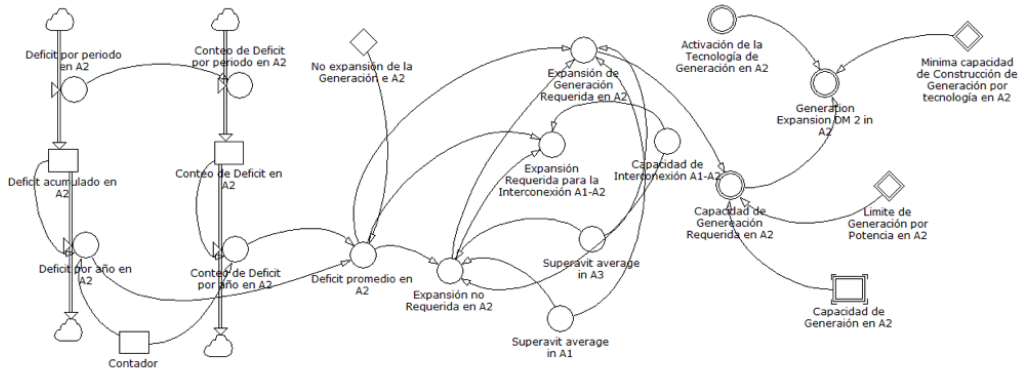 Deficit por periodo
en A2
Conteo de Deficit
por periodo en A2
No expansión de la
Generación e A2
Expansión de
Generación
Requerida en A2
Activación de la
Tecnología de
Generación en A2
Minima capacidad
de Construcción de
Generación por
tecnología en A2
Generation
Expansion DM 2 in
A2
Deficit acumulado en
A2
Conteo de Deficit en
A2
Expansión
Requerida para la
Interconexión A1-A2
Capacidad de
Interconexión A1-A2
Capacidad de
Genereación
Requerida en A2
Limite de
Generación por
Potencia en A2
Deficit por año en
A2
Conteo de Deficit
por año en A2
Deficit promedio en
A2
Expansión no
Requerida en A2
Superavit average
in A3
Superavit average
in A1
Capacidad de
Generaión en A2
Contador